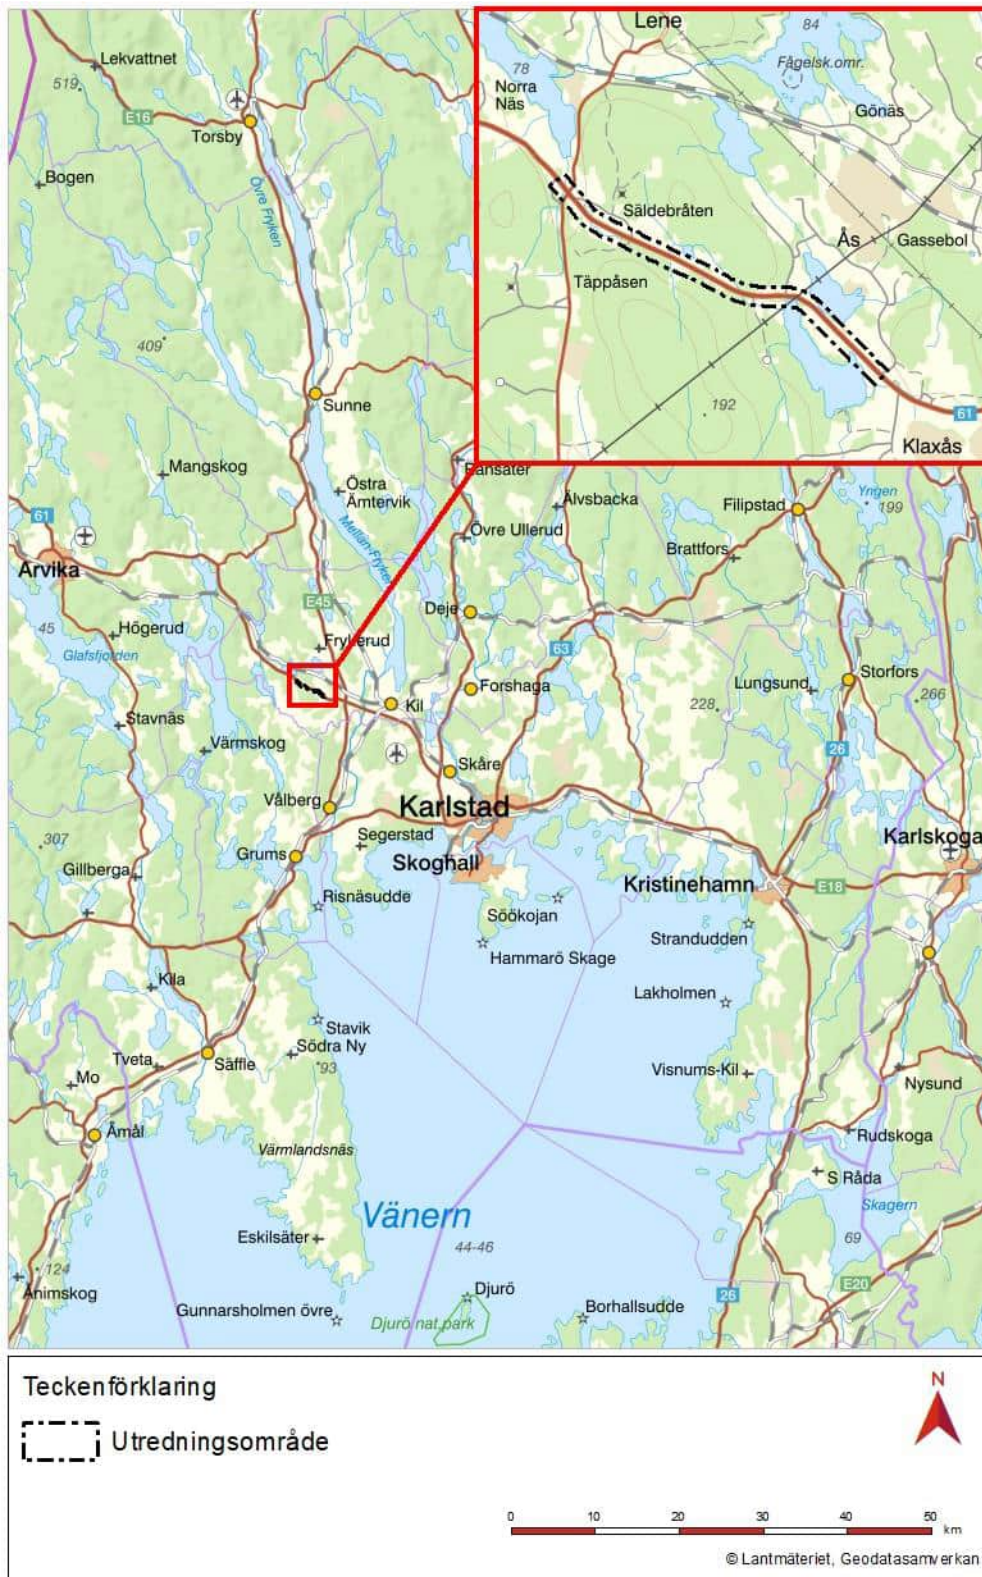 Lekvattnet
519
E16
Torsby
Bogen
Övre Fryken
409
Sunne
Mangskog
Östra
Ämtervik
Mellan-Fryken
61
Arvika
E45
45
Högerud
Glafsfjorden
Frykerud
Stavnäs
Värmskog
Kil
Ransäter
Övre Ullerud
Älvsbacka
Deje
63
Forshaga
Filipstad
Yngen
199
Brattfors
Lungsund
Storfors
266
228
26
Skåre
Vålberg
Karlstad
Segerstad
Skoghall
307
Gillberga
Grums
Risnäsudde
Karlskoga
Kristinehamn
E18
Söökojan
Hammarö Skage
Strandudden
Lakholmen
Kila
Stavik
Södra Ny
93
Säffle
Tveta
Mo
Åmål
Visnums-Kil
Nysund
Rudskoga
S Råda
Skagern
69
Värmlandsnäs
Vänern
44-46
Eskilsäter
124
Ånimskog
Gunnarsholmen övre
Djurö
Djurö nat.park
Borhallsudde
26
E20
Lene
84
Fågelsk.omr.
78
Norra
Näs
Gönäs
Säldebråten
Ås
Gassebol
Täppåsen
192
61
Klaxås
Teckenförklaring
Utredningsområde
N
0 10 20 30 40 50
km
© Lantmäteriet, Geodatasamverkan